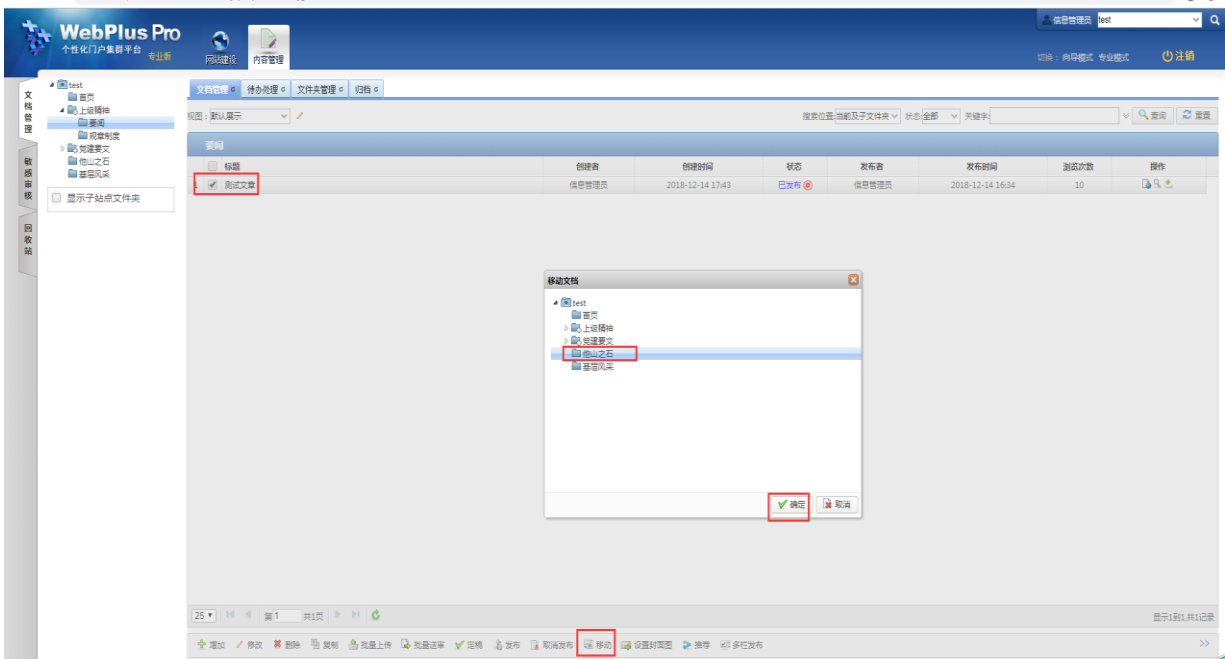 信息管理员 test
WebPlus Pro
个性化门户集群平台 专业版
网站建设 内容管理
切换：向导模式 专业模式 注销
文档管理
敏感审核
回收站
test
首页
上级精神
要闻
规章制度
党建要文
他山之石
基层风采
显示子站点文件夹
文档管理 待办处理 文件夹管理 归档
视图：默认展示 搜索位置:当前及子文件夹 状态:全部 关键字: 查询 重置
要闻
标题 创建者 创建时间 状态 发布者 发布时间 浏览次数 操作
1 测试文章 信息管理员 2018-12-14 17:43 已发布 信息管理员 2018-12-14 16:34 10
移动文档
test
首页
上级精神
党建要文
他山之石
基层风采
确定 取消
25 第1 共1页 显示1到1,共1记录
增加 修改 删除 复制 批量上传 批量送审 定稿 发布 取消发布 移动 设置封面图 推荐 多栏发布